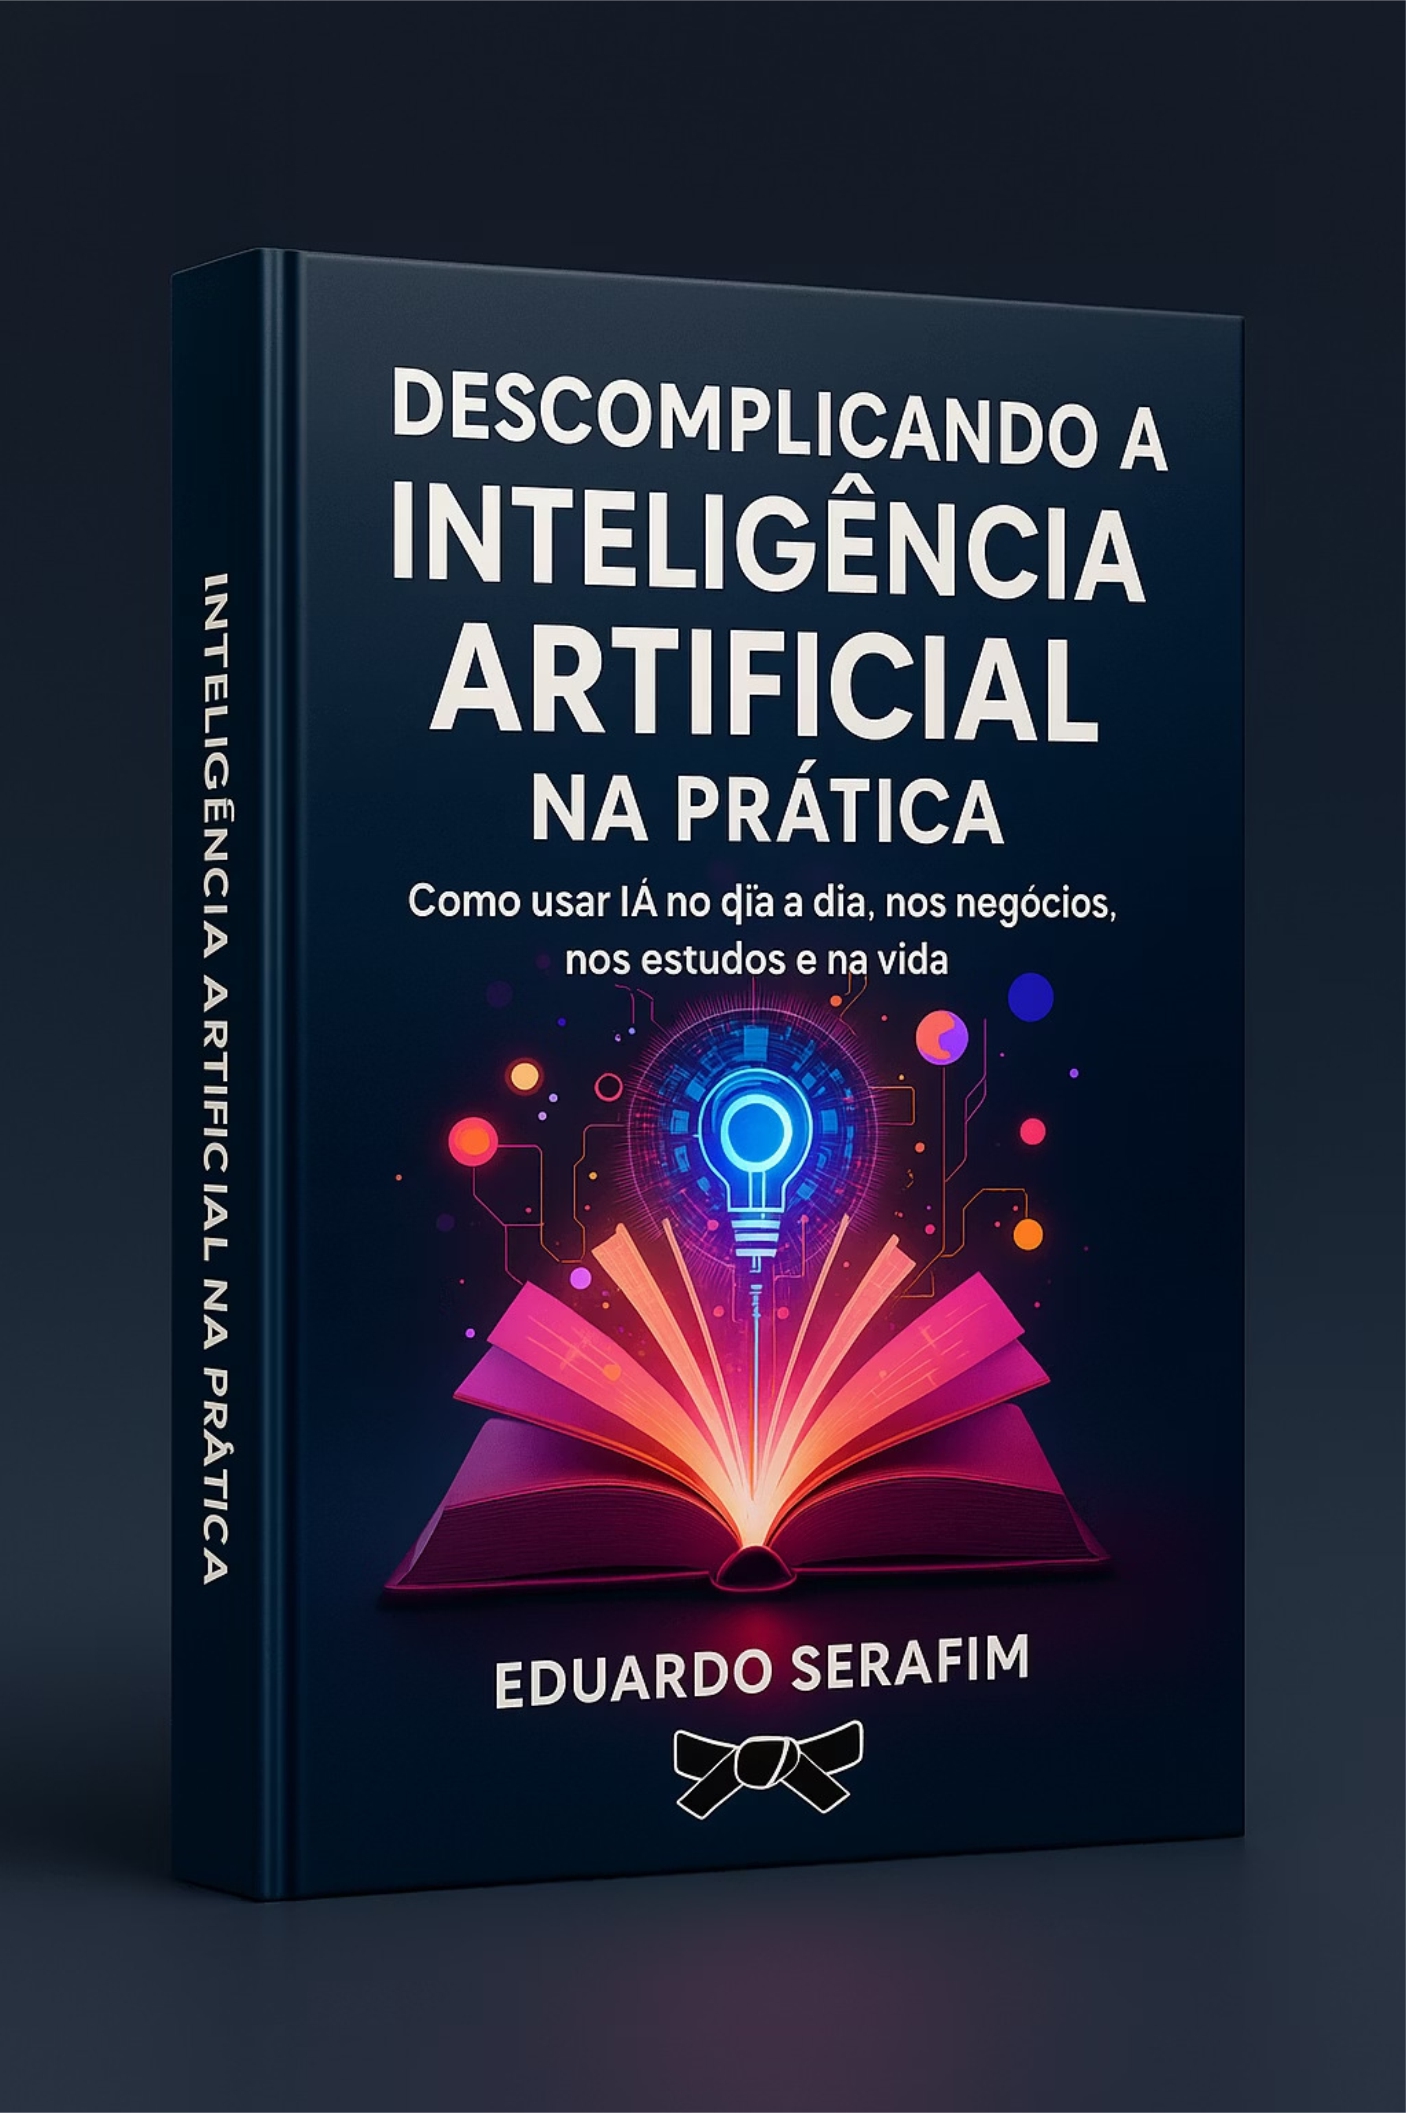 DESCOMPLICANDO A
INTELIGÊNCIA
ARTIFICIAL
NA PRÁTICA
Como usar IÁ no qïa a dia, nos negócios,
nos estudos e na vida
EDUARDO SERAFIM
INTELIGÊNCIA ARTIFICIAL NA PRÁTICA